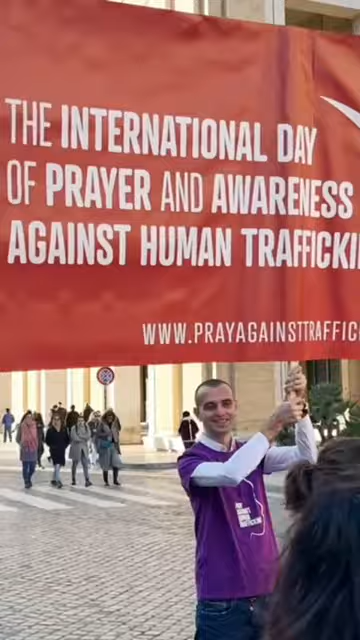 THE INTERNATIONAL DAY
OF PRAYER AND AWARENESS
AGAINST HUMAN TRAFFICKI
WWW.PRAYAGAINSTTRAFFIC